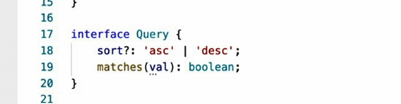 15 }
16
17 interface Query {
18 sort?: 'asc' | 'desc';
19 matches(val): boolean;
20 }
21